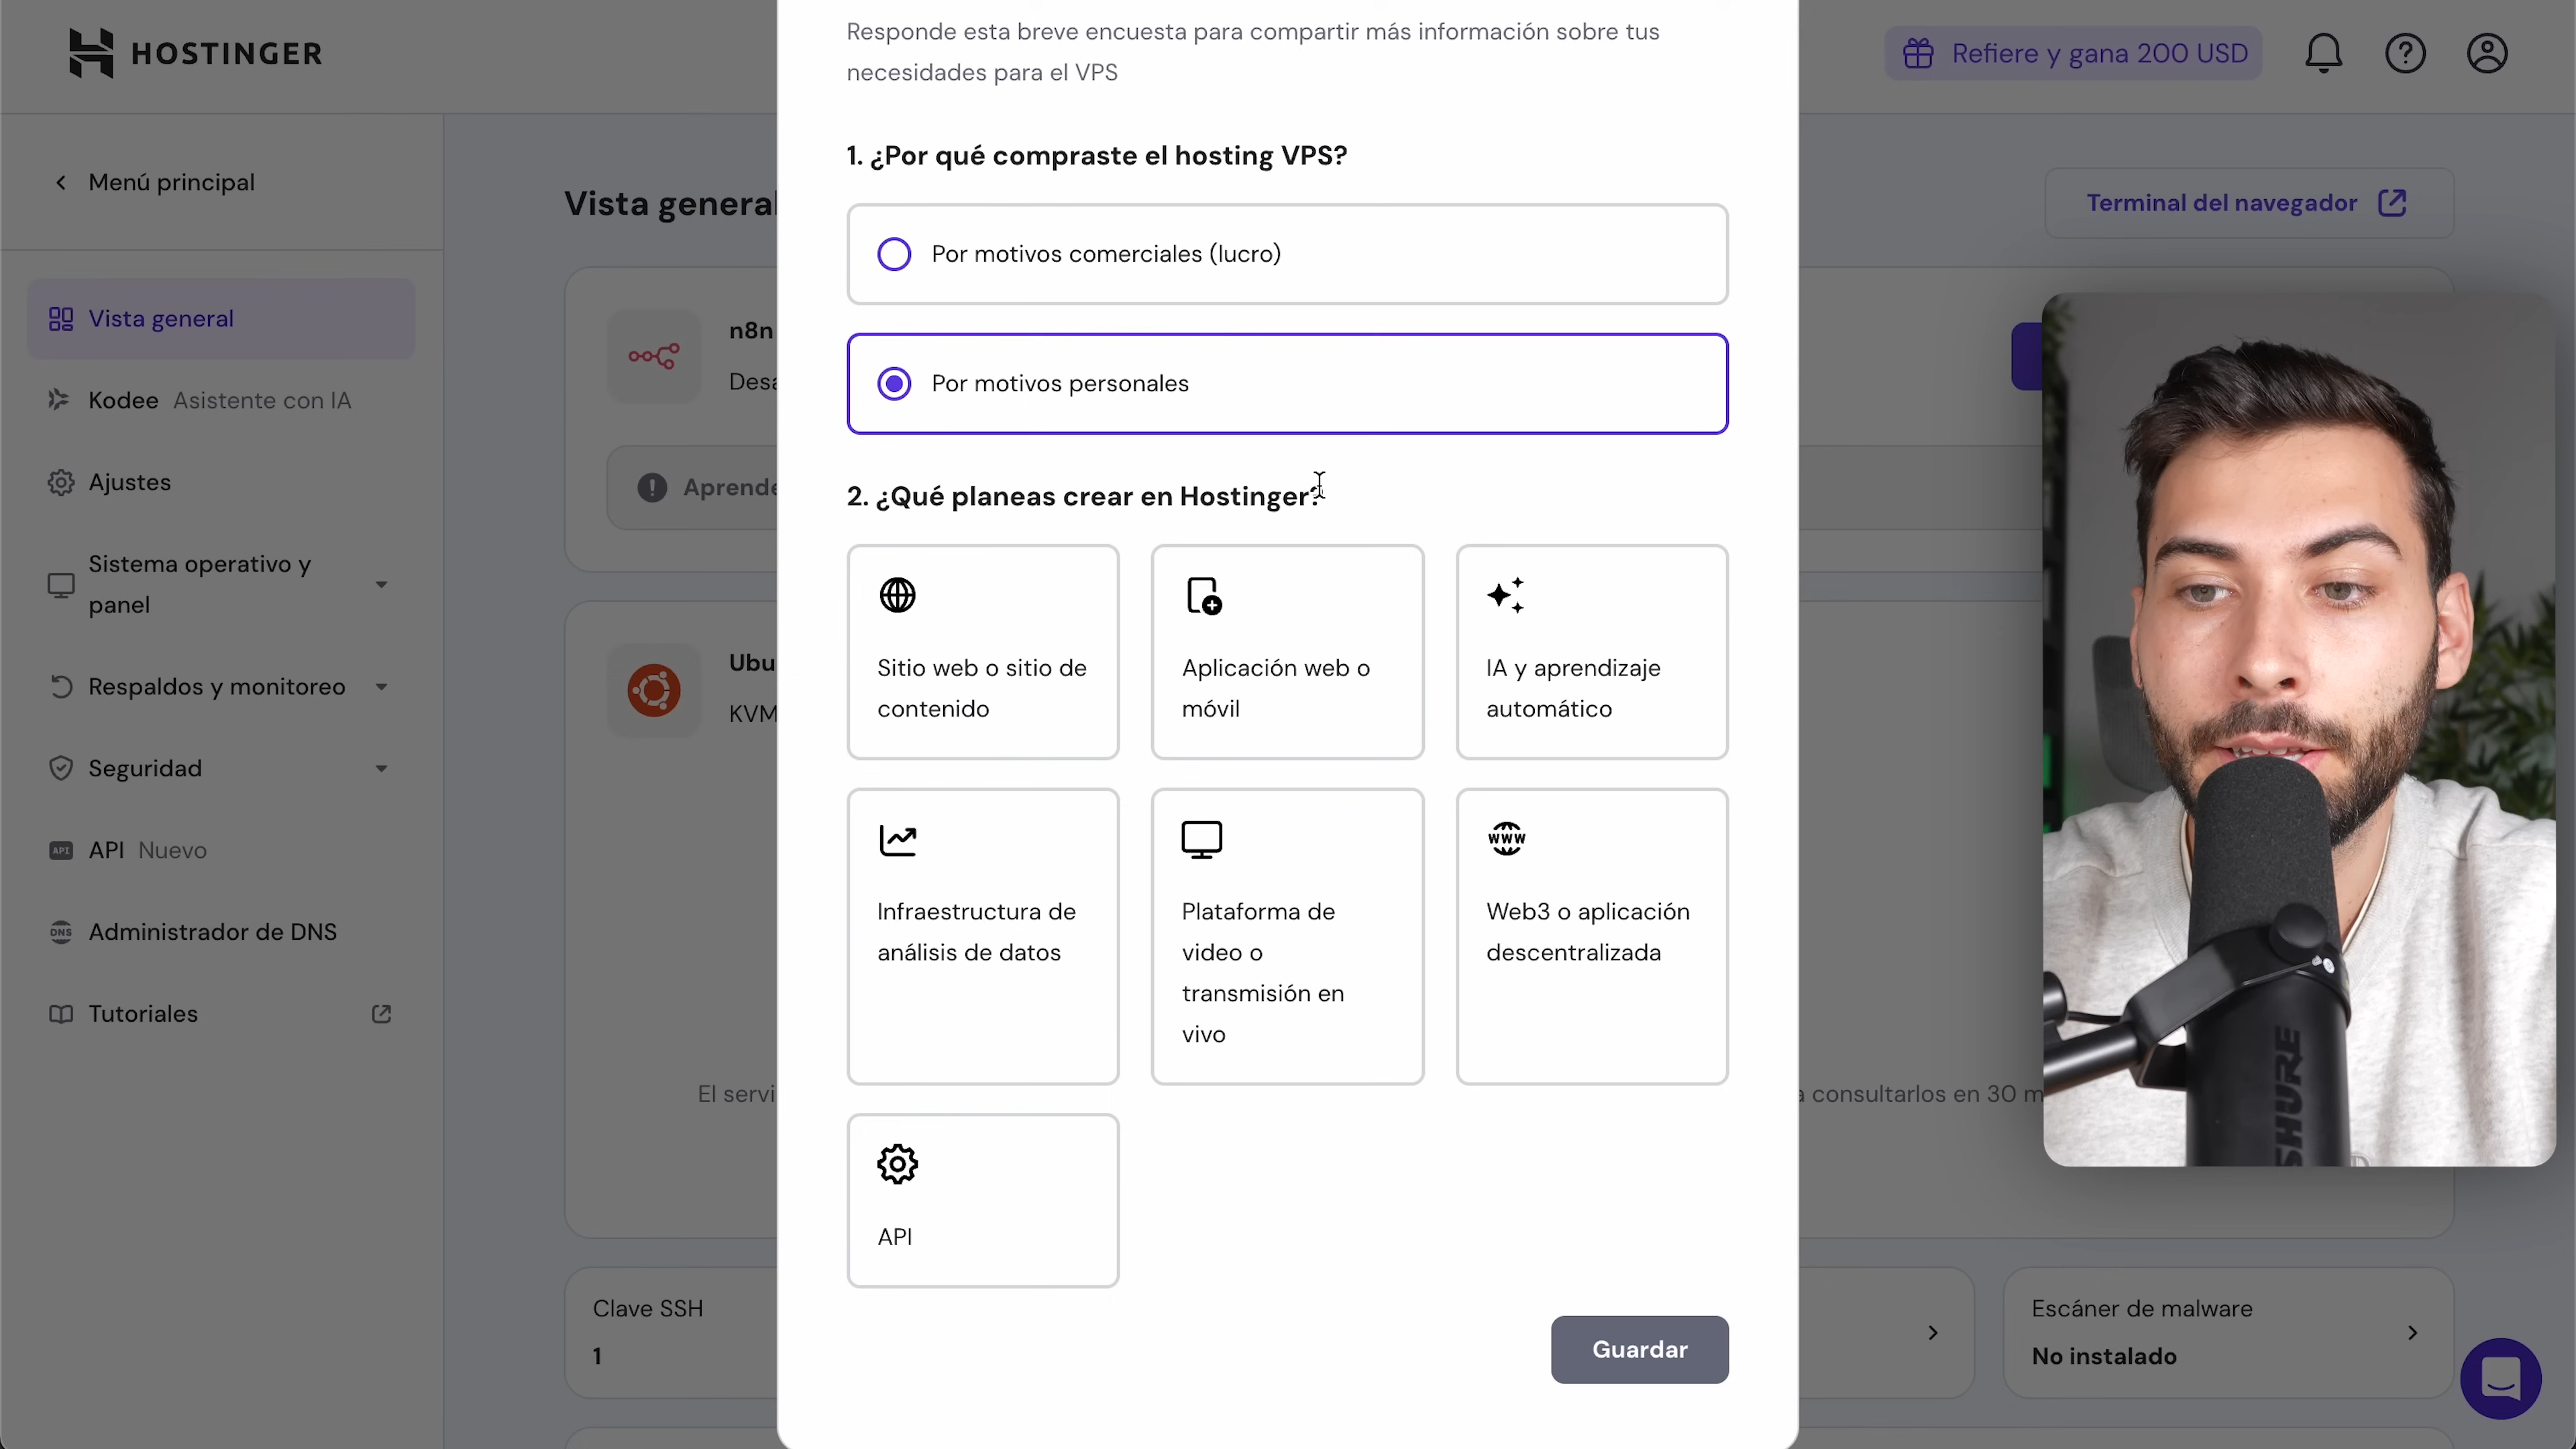 HOSTINGER
Refiere y gana 200 USD
Menú principal
Vista general
Kodee Asistente con IA
Ajustes
Sistema operativo y
panel
Respaldos y monitoreo
Seguridad
API
API Nuevo
DNS
Administrador de DNS
Tutoriales
Vista general
Terminal del navegador
n8n
El servi
a consultarlos en 30 m
Clave SSH
1
Escáner de malware
No instalado
Responde esta breve encuesta para compartir más información sobre tus
necesidades para el VPS
1. ¿Por qué compraste el hosting VPS?
Por motivos comerciales (lucro)
Por motivos personales
2. ¿Qué planeas crear en Hostinger?
Sitio web o sitio de
contenido
Aplicación web o
móvil
IA y aprendizaje
automático
Infraestructura de
análisis de datos
Plataforma de
video o
transmisión en
vivo
WWW
Web3 o aplicación
descentralizada
API
Guardar
SHURE